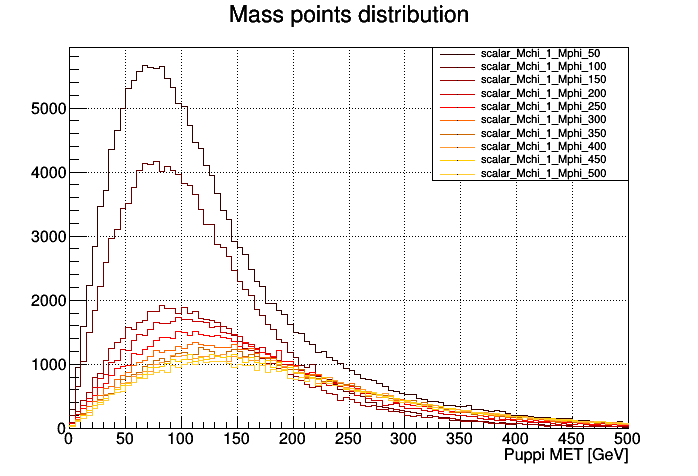 Mass points distribution
scalar_Mchi_1_Mphi_50
scalar_Mchi_1_Mphi_100
scalar_Mchi_1_Mphi_150
scalar_Mchi_1_Mphi_200
scalar_Mchi_1_Mphi_250
scalar_Mchi_1_Mphi_300
scalar_Mchi_1_Mphi_350
scalar_Mchi_1_Mphi_400
scalar_Mchi_1_Mphi_450
scalar_Mchi_1_Mphi_500
5000
4000
3000
2000
1000
0
0 50 100 150 200 250 300 350 400 450 500
Puppi MET [GeV]